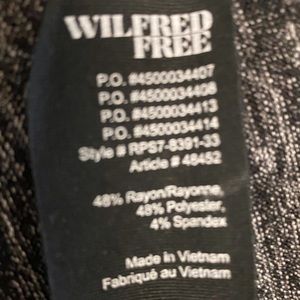 WILFRED
FREE
P.O. #4500034407
P.O. #4500034408
P.O. #4500034413
P.O. #4500034414
Style # RPS7-8391-33
Article # 48452
48% Rayon/Rayonne,
48% Polyester,
4% Spandex
Made in Vietnam
Fabriqué au Vietnam